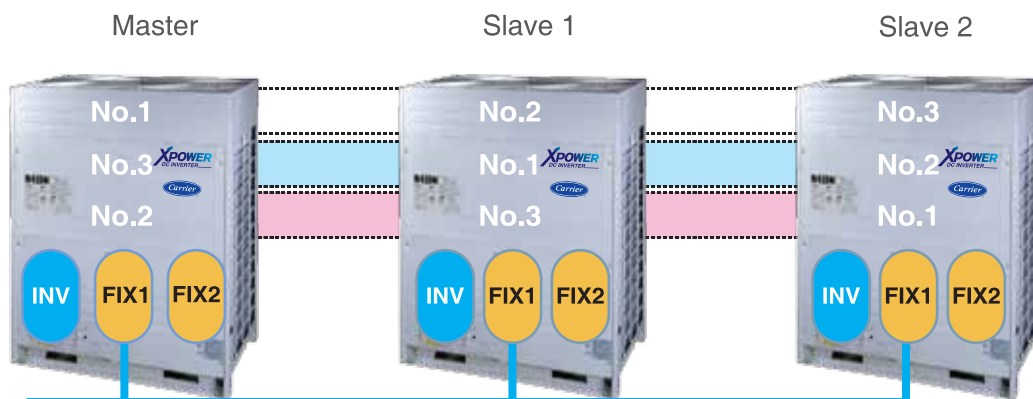 Master Slave 1 Slave 2
No.1 No.2 No.3
No.3 XPOWER DC INVERTER No.1 XPOWER DC INVERTER No.2 XPOWER DC INVERTER
Carrier Carrier Carrier
No.2 No.3 No.1
INV FIX1 FIX2 INV FIX1 FIX2 INV FIX1 FIX2